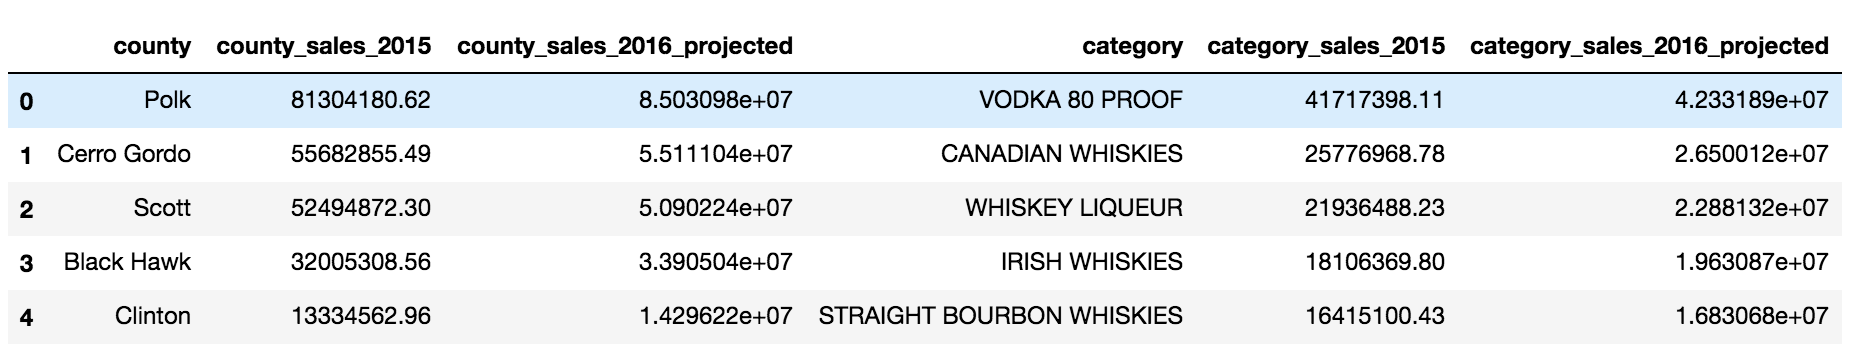 county county_sales_2015 county_sales_2016_projected category category_sales_2015 category_sales_2016_projected
0 Polk 81304180.62 8.503098e+07 VODKA 80 PROOF 41717398.11 4.233189e+07
1 Cerro Gordo 55682855.49 5.511104e+07 CANADIAN WHISKIES 25776968.78 2.650012e+07
2 Scott 52494872.30 5.090224e+07 WHISKEY LIQUEUR 21936488.23 2.288132e+07
3 Black Hawk 32005308.56 3.390504e+07 IRISH WHISKIES 18106369.80 1.963087e+07
4 Clinton 13334562.96 1.429622e+07 STRAIGHT BOURBON WHISKIES 16415100.43 1.683068e+07